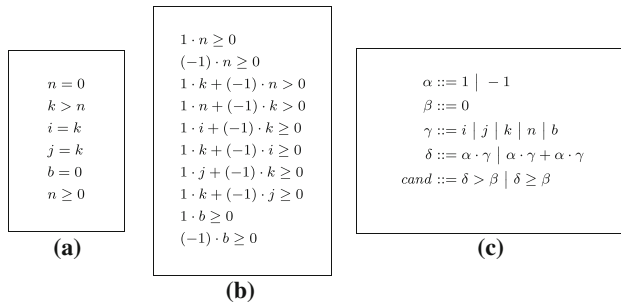 n = 0
k > n
i = k
j = k
b = 0
n ≥ 0
(a)
1 · n ≥ 0
(−1) · n ≥ 0
1 · k + (−1) · n > 0
1 · n + (−1) · k > 0
1 · i + (−1) · k ≥ 0
1 · k + (−1) · i ≥ 0
1 · j + (−1) · k ≥ 0
1 · k + (−1) · j ≥ 0
1 · b ≥ 0
(−1) · b ≥ 0
(b)
α ::= 1 | − 1
β ::= 0
γ ::= i | j | k | n | b
δ ::= α · γ | α · γ + α · γ
cand ::= δ > β | δ ≥ β
(c)